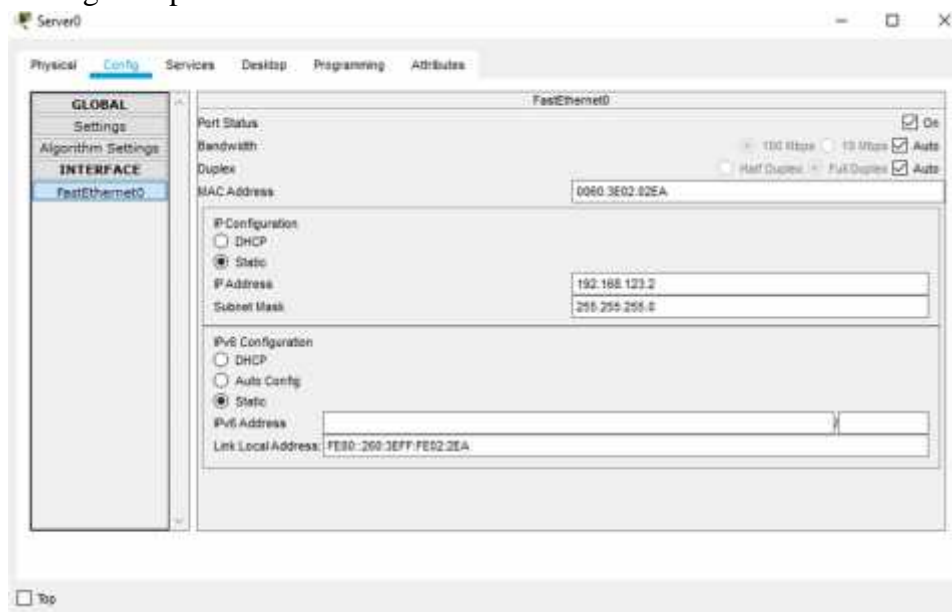 Server0
Physical Config Services Desktop Programming Attributes
GLOBAL
Settings
Algorithm Settings
INTERFACE
FastEthernet0
FastEthernet0
Port Status On
Bandwidth 100 Mbps 10 Mbps Auto
Duplex Half Duplex Full Duplex Auto
MAC Address 0060.3E02.02EA
IP Configuration
DHCP
Static
IP Address 192.168.123.2
Subnet Mask 255.255.255.0
IPv6 Configuration
DHCP
Auto Config
Static
IPv6 Address /
Link Local Address: FE80::260:3EFF:FE02:2EA
Top